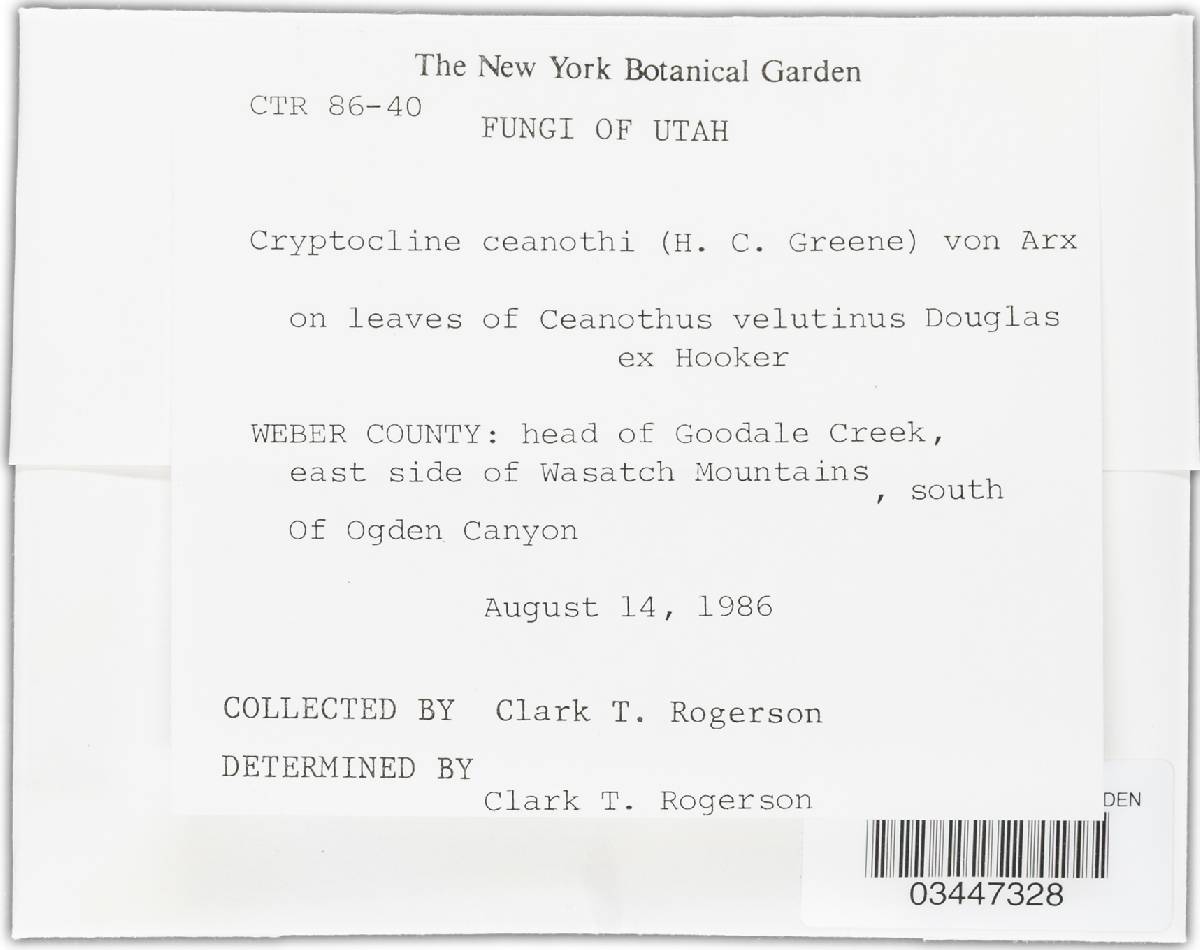 The New York Botanical Garden
CTR 86-40
FUNGI OF UTAH
Cryptocline ceanothi (H. C. Greene) von Arx
on leaves of Ceanothus velutinus Douglas
ex Hooker
WEBER COUNTY: head of Goodale Creek,
east side of Wasatch Mountains, south
Of Ogden Canyon
August 14, 1986
COLLECTED BY Clark T. Rogerson
DETERMINED BY
Clark T. Rogerson
DEN
03447328